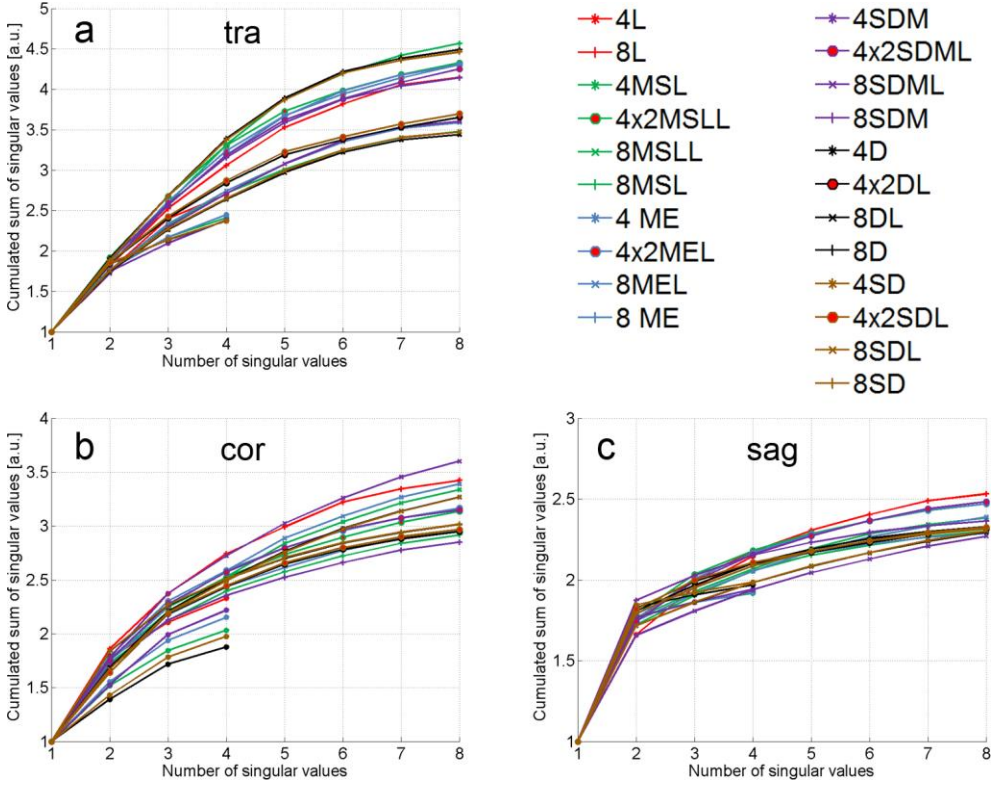 a
tra
Cumulated sum of singular values [a.u.]
5
4.5
4
3.5
3
2.5
2
1.5
1
1 2 3 4 5 6 7 8
Number of singular values
4L
8L
4MSL
4x2MSLL
8MSLL
8MSL
4 ME
4x2MEL
8MEL
8 ME
4SDM
4x2SDML
8SDML
8SDM
4D
4x2DL
8DL
8D
4SD
4x2SDL
8SDL
8SD
b
cor
Cumulated sum of singular values [a.u.]
4
3.5
3
2.5
2
1.5
1
1 2 3 4 5 6 7 8
Number of singular values
c
sag
Cumulated sum of singular values [a.u.]
3
2.5
2
1.5
1
1 2 3 4 5 6 7 8
Number of singular values